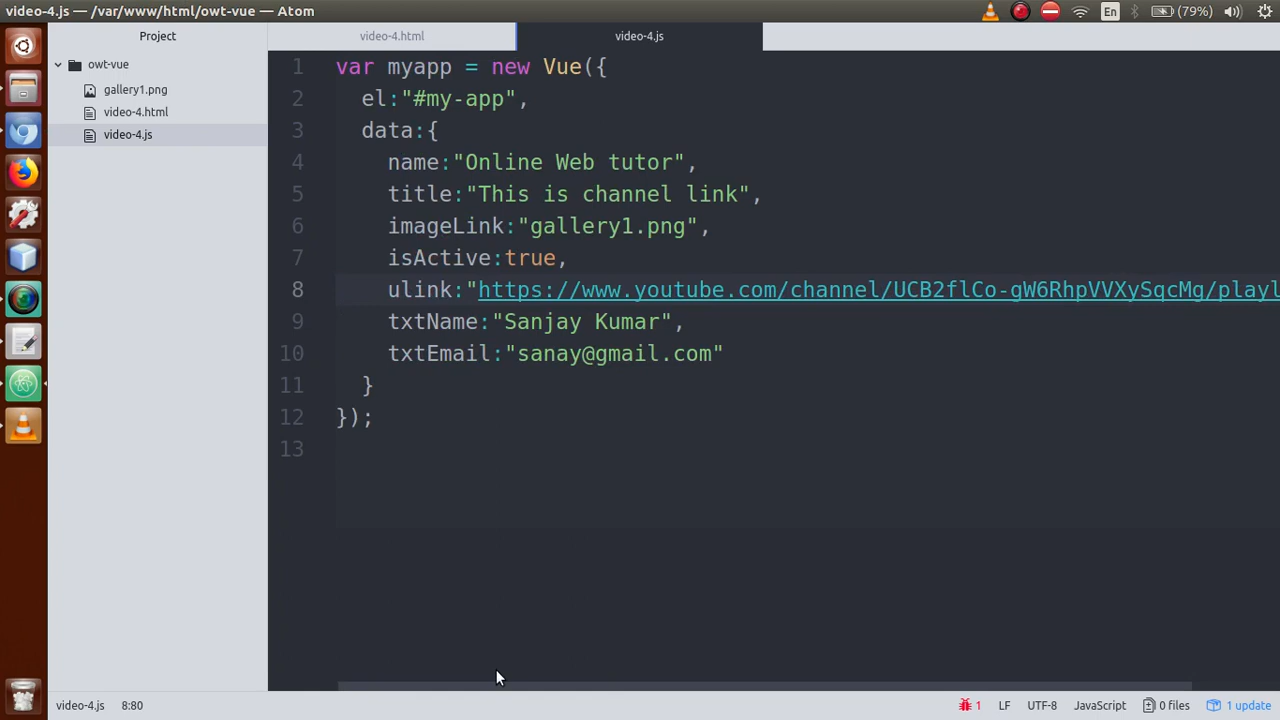 video-4.js — /var/www/html/owt-vue — Atom
En
(79%)
Project
video-4.html
video-4.js
owt-vue
gallery1.png
video-4.html
video-4.js
1 var myapp = new Vue({
2 el:"#my-app",
3 data:{
4 name:"Online Web tutor",
5 title:"This is channel link",
6 imageLink:"gallery1.png",
7 isActive:true,
8 ulink:"https://www.youtube.com/channel/UCB2flCo-gW6RhpVVXySqcMg/playl
9 txtName:"Sanjay Kumar",
10 txtEmail:"sanay@gmail.com"
11 }
12 });
13
video-4.js 8:80
1 LF UTF-8 JavaScript 0 files 1 update